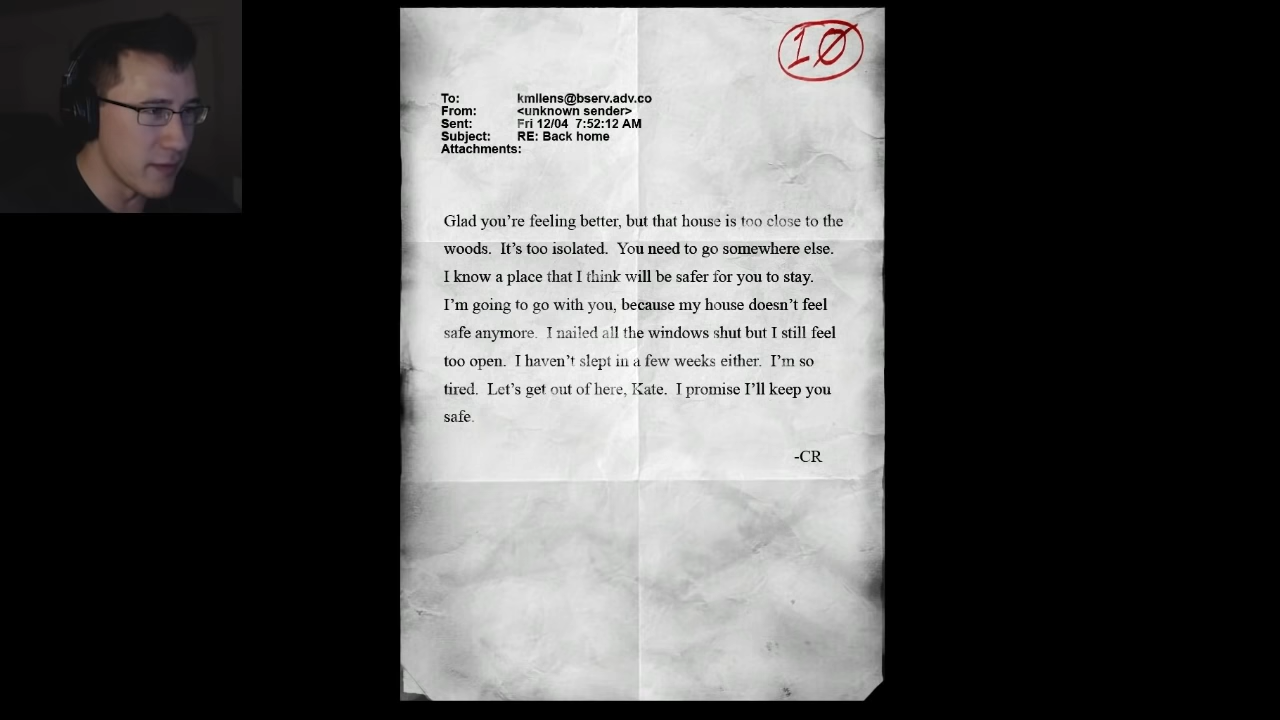 10
To: kmllens@bserv.adv.co
From: <unknown sender>
Sent: Fri 12/04 7:52:12 AM
Subject: RE: Back home
Attachments:
Glad you’re feeling better, but that house is too close to the
woods. It’s too isolated. You need to go somewhere else.
I know a place that I think will be safer for you to stay.
I’m going to go with you, because my house doesn’t feel
safe anymore. I nailed all the windows shut but I still feel
too open. I haven’t slept in a few weeks either. I’m so
tired. Let’s get out of here, Kate. I promise I’ll keep you
safe.
-CR